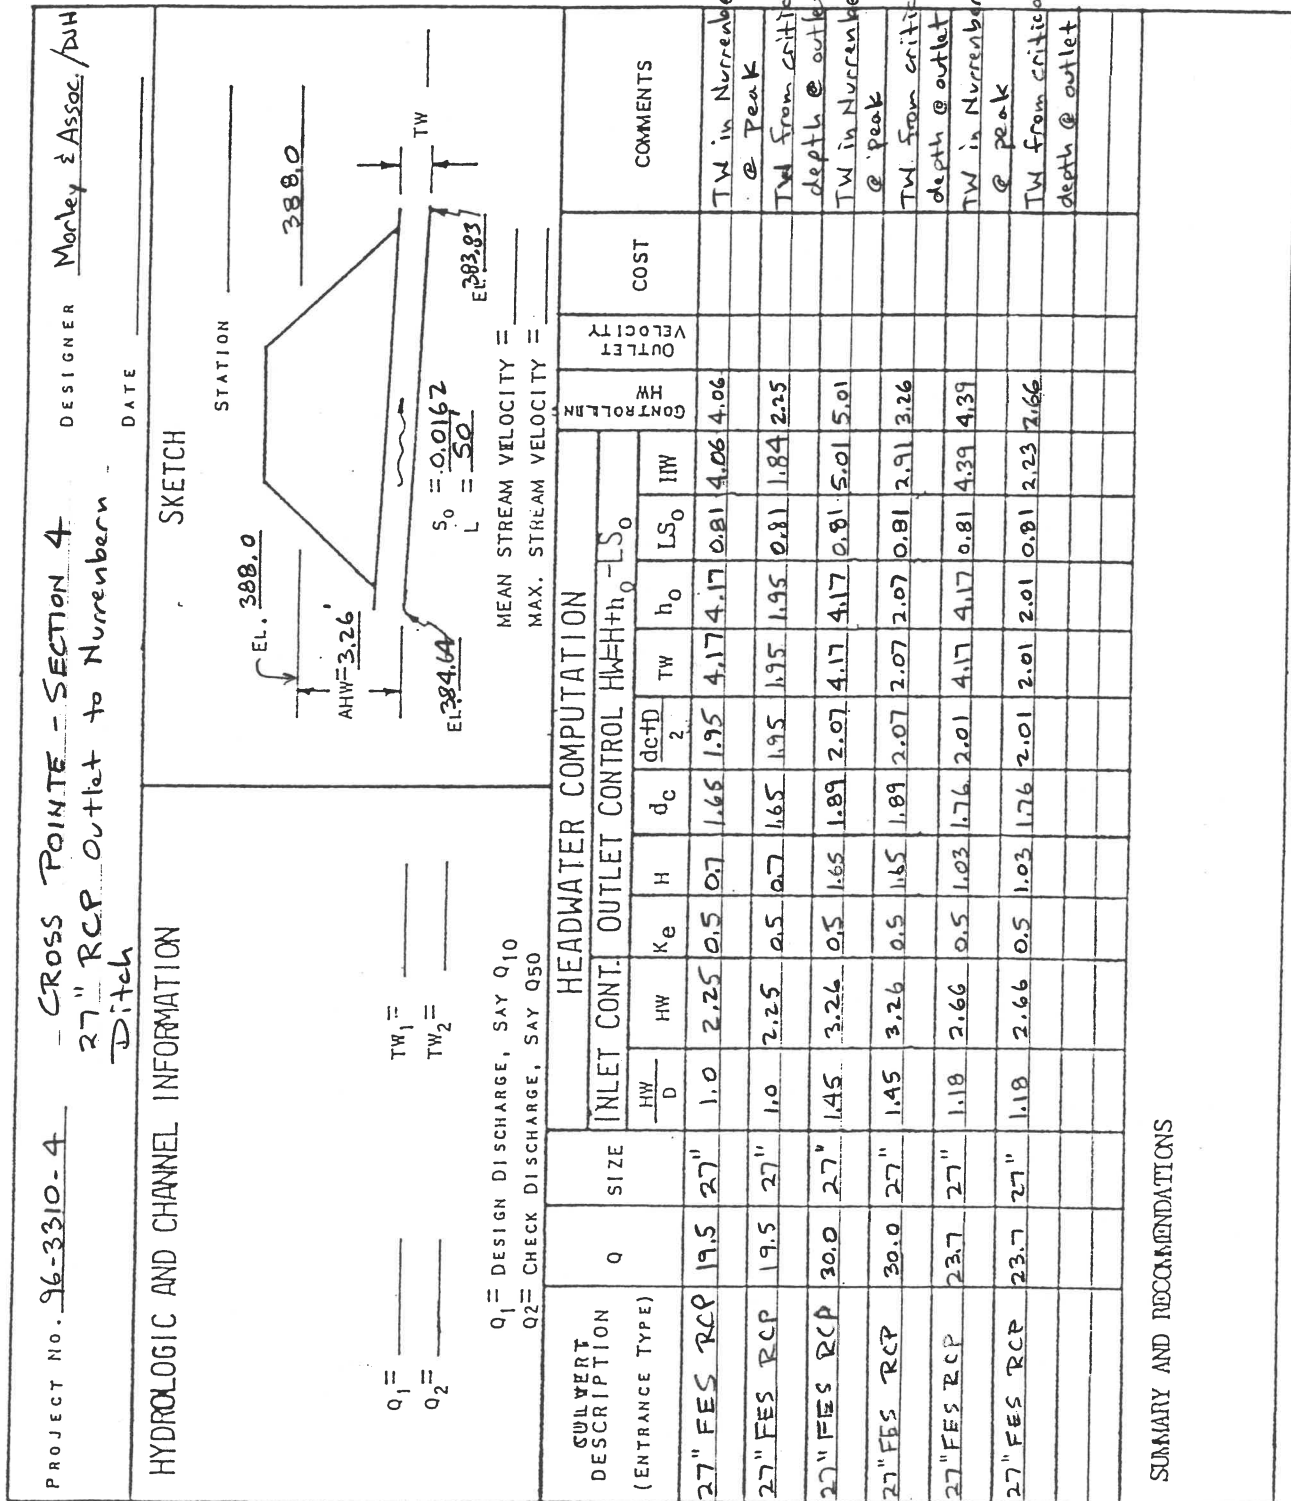 PROJECT NO. 96-3310-4 - CROSS POINTE - SECTION 4 DESIGNER Morley & Assoc./DJH
27" RCP Outlet to Nurrenbern
Ditch
DATE
HYDROLOGIC AND CHANNEL INFORMATION
SKETCH
STATION
EL. 388.0
388.0
AHW= 3.26'
TW
EL. 384.64
S0 = 0.0162
L = 50'
EL. 383.83
Q1= TW1=
Q2= TW2=
Q1= DESIGN DISCHARGE, SAY Q10
Q2= CHECK DISCHARGE, SAY Q50
MEAN STREAM VELOCITY =
MAX. STREAM VELOCITY =
CULVERT DESCRIPTION (ENTRANCE TYPE)
Q
SIZE
HEADWATER COMPUTATION
INLET CONT. OUTLET CONTROL HW=H+h0-LS0
HW/D HW Ke H dc dc+D/2 TW h0 LS0 HW
CONTROLLING HW
OUTLET VELOCITY
COST
COMMENTS
27" FES RCP 19.5 27" 1.0 2.25 0.5 0.7 1.65 1.95 4.17 4.17 0.81 4.06 4.06 TW in
@ Peak
27" FES RCP 19.5 27" 1.0 2.25 0.5 0.7 1.65 1.95 1.95 1.95 0.81 1.84 2.25 TW from
depth @
27" FES RCP 30.0 27" 1.45 3.26 0.5 1.65 1.89 2.07 4.17 4.17 0.81 5.01 5.01 TW in
@ peak
27" FES RCP 30.0 27" 1.45 3.26 0.5 1.65 1.89 2.07 2.07 2.07 0.81 2.91 3.26 TW from
depth @ outlet
27" FES RCP 23.7 27" 1.18 2.66 0.5 1.03 1.76 2.01 4.17 4.17 0.81 4.39 4.39 TW in
@ peak
27" FES RCP 23.7 27" 1.18 2.66 0.5 1.03 1.76 2.01 2.01 2.01 0.81 2.23 2.66 TW from
depth @ outlet
SUMMARY AND RECOMMENDATIONS